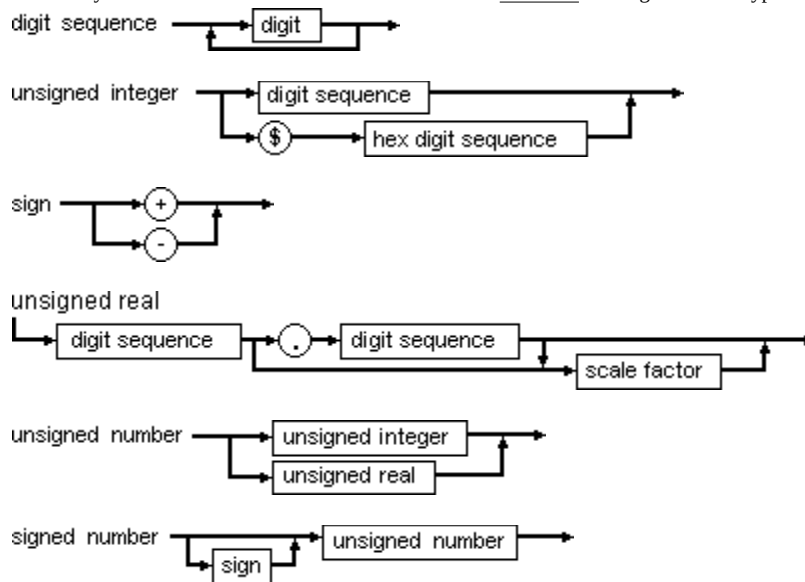 digit sequence digit
unsigned integer digit sequence
$ hex digit sequence
sign +
-
unsigned real
digit sequence . digit sequence
scale factor
unsigned number unsigned integer
unsigned real
signed number unsigned number
sign